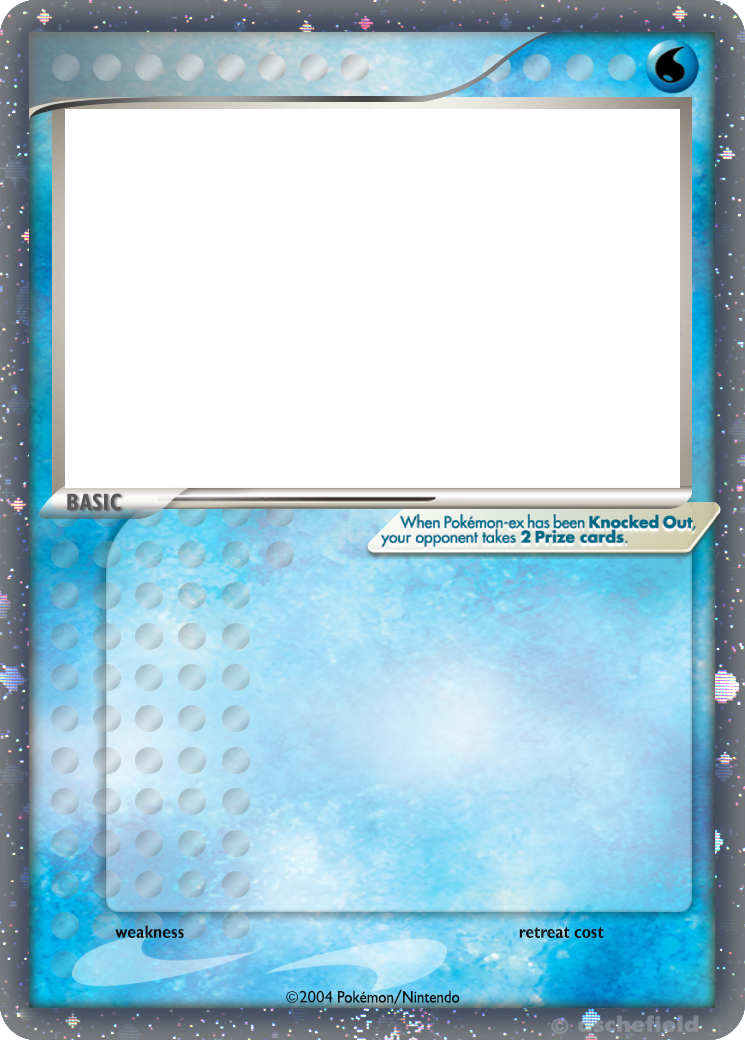 BASIC
When Pokémon-ex has been Knocked Out,
your opponent takes 2 Prize cards.
weakness
retreat cost
©2004 Pokémon/Nintendo
© aschefield